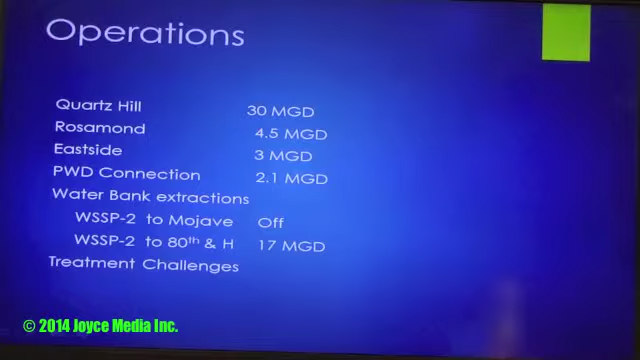 Operations
Quartz Hill 30 MGD
Rosamond 4.5 MGD
Eastside 3 MGD
PWD Connection 2.1 MGD
Water Bank extractions
WSSP-2 to Mojave Off
WSSP-2 to 80th & H 17 MGD
Treatment Challenges
© 2014 Joyce Media Inc.